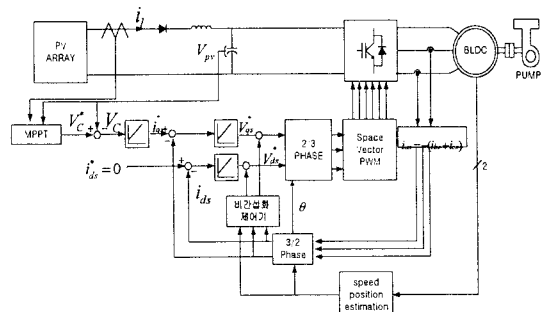 i_l
PV
ARRAY
V_pv
BLDC
PUMP
MPPT
V_C^*
+
-
V_C
i_qs^*
-
V_qs^*
2-3
PHASE
Space
Vector
PWM
2
i_ds^* = 0
+
-
V_ds^*
i_ds
θ
비간섭화
제어기
3/2
Phase
speed
position
estimation